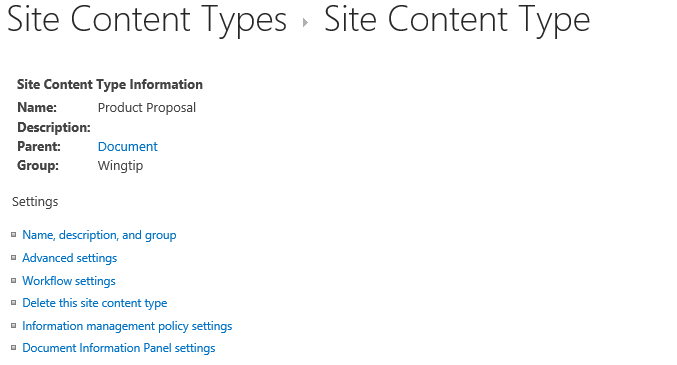 Site Content Types ▸ Site Content Type
Site Content Type Information
Name: Product Proposal
Description:
Parent: Document
Group: Wingtip
Settings
Name, description, and group
Advanced settings
Workflow settings
Delete this site content type
Information management policy settings
Document Information Panel settings